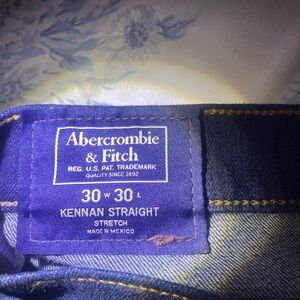 Abercrombie
& Fitch
REG. U.S. PAT. TRADEMARK
QUALITY SINCE 1892
30 W 30 L
KENNAN STRAIGHT
STRETCH
MADE IN MEXICO